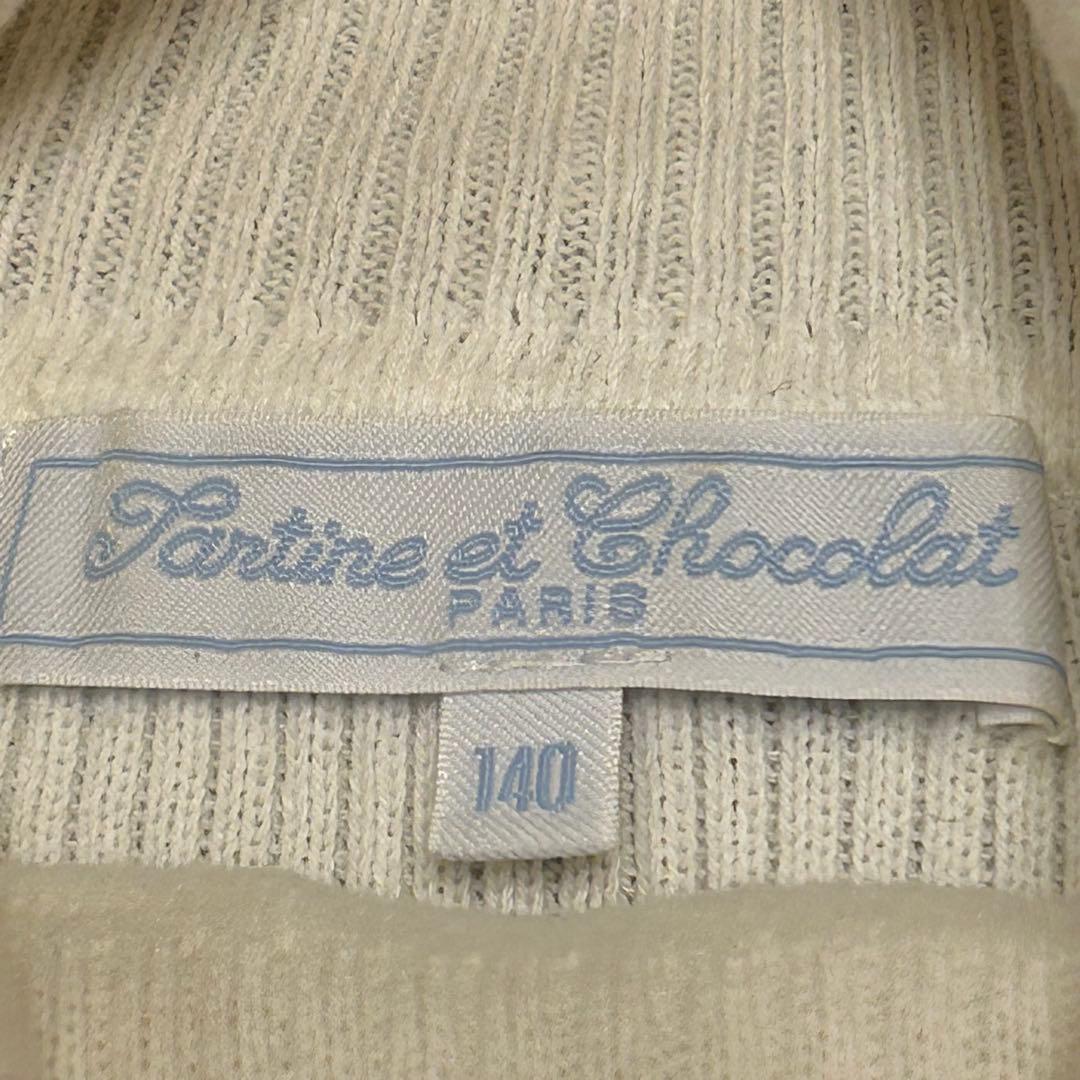 Tartine et Chocolat
PARIS
140